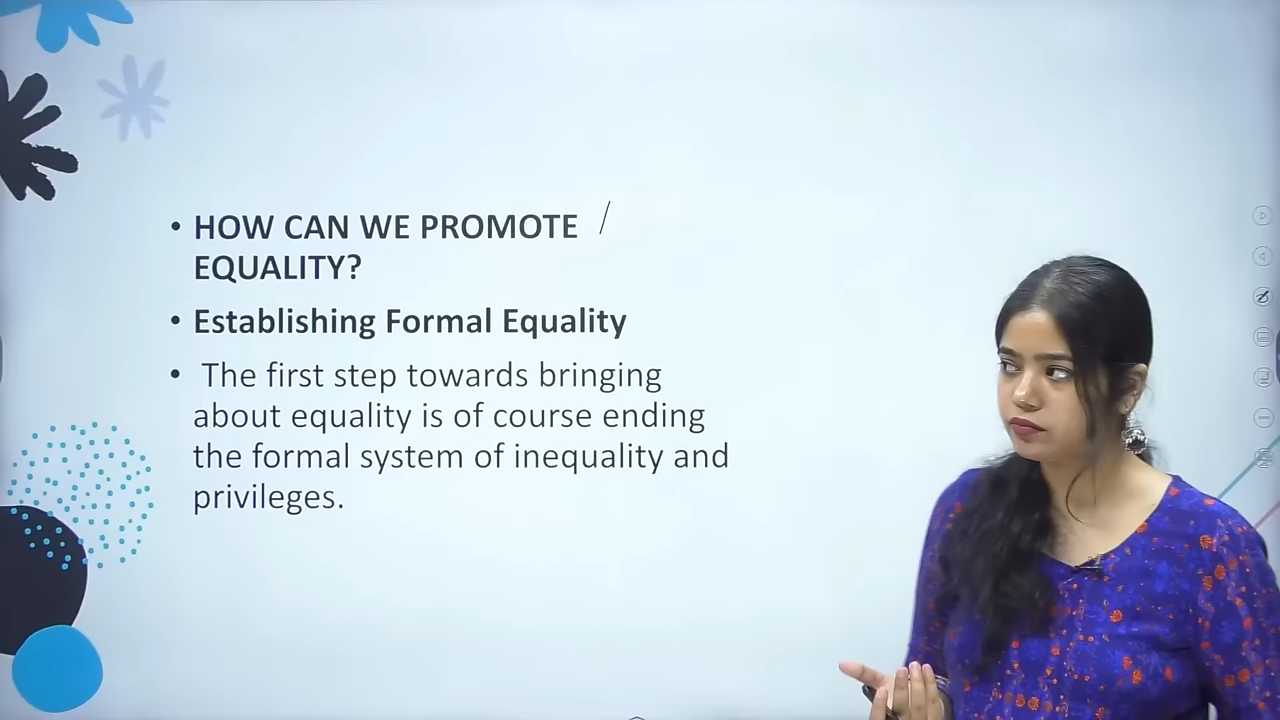 • HOW CAN WE PROMOTE /
EQUALITY?
• Establishing Formal Equality
• The first step towards bringing
about equality is of course ending
the formal system of inequality and
privileges.